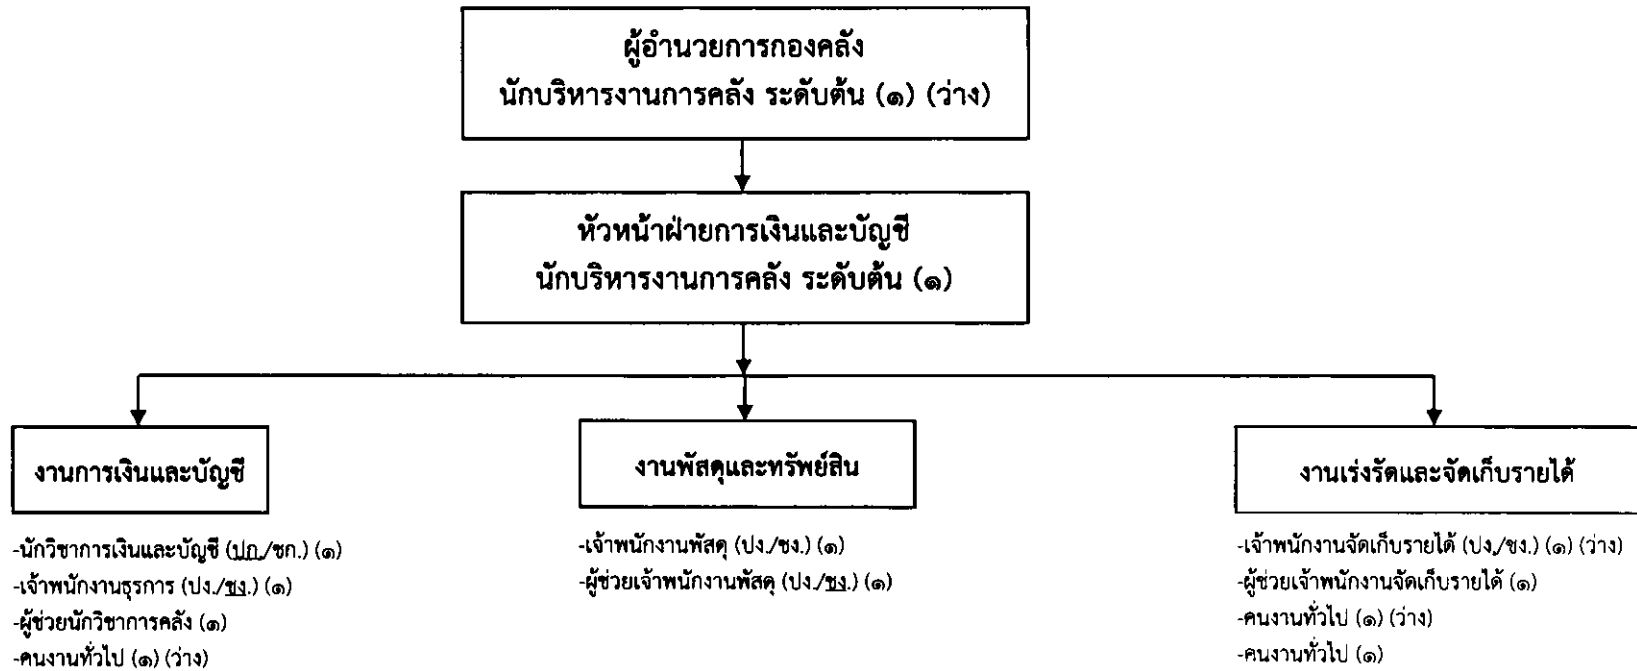 ผู้อำนวยการกองคลัง
นักบริหารงานการคลัง ระดับต้น (๑) (ว่าง)
หัวหน้าฝ่ายการเงินและบัญชี
นักบริหารงานการคลัง ระดับต้น (๑)
งานการเงินและบัญชี
-นักวิชาการเงินและบัญชี (ปก./ชก.) (๑)
-เจ้าพนักงานธุรการ (ปง./ชง.) (๑)
-ผู้ช่วยนักวิชาการคลัง (๑)
-คนงานทั่วไป (๑) (ว่าง)
งานพัสดุและทรัพย์สิน
-เจ้าพนักงานพัสดุ (ปง./ชง.) (๑)
-ผู้ช่วยเจ้าพนักงานพัสดุ (ปง./ชง.) (๑)
งานเร่งรัดและจัดเก็บรายได้
-เจ้าพนักงานจัดเก็บรายได้ (ปง./ชง.) (๑) (ว่าง)
-ผู้ช่วยเจ้าพนักงานจัดเก็บรายได้ (๑)
-คนงานทั่วไป (๑) (ว่าง)
-คนงานทั่วไป (๑)